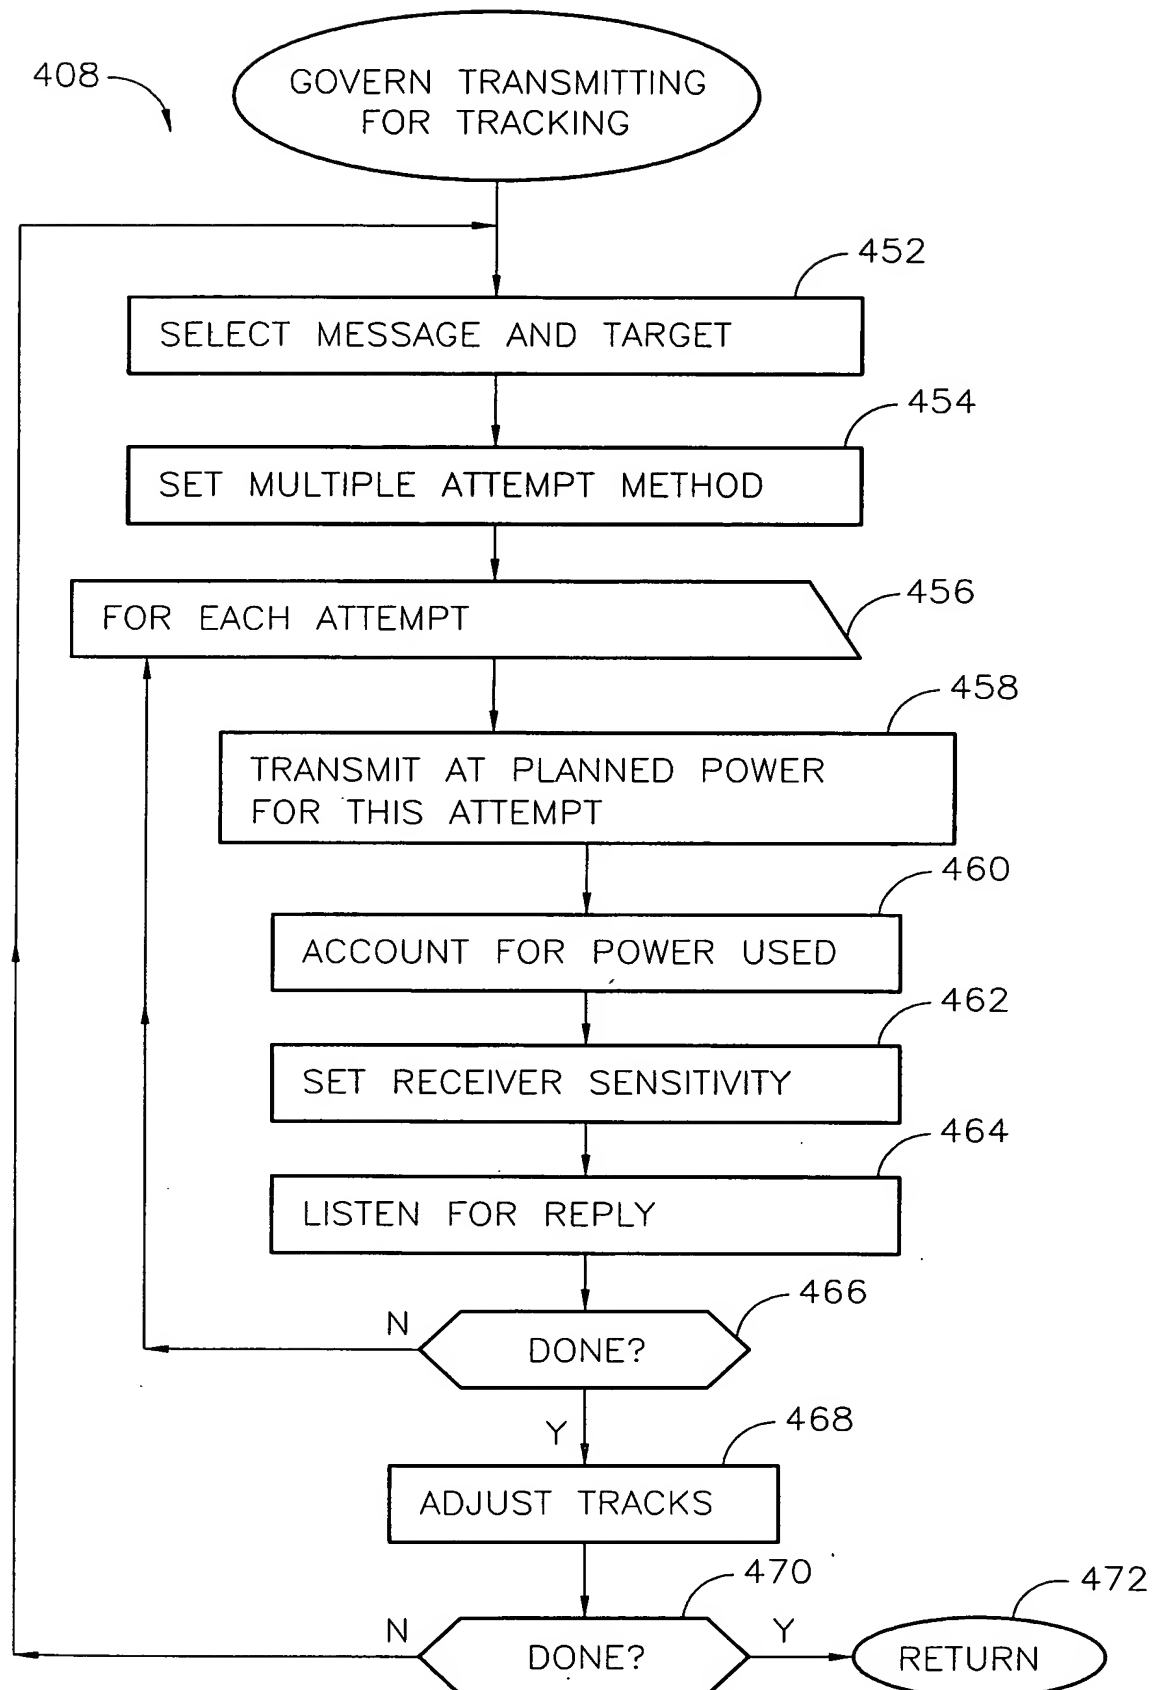 408
GOVERN TRANSMITTING
FOR TRACKING
452
SELECT MESSAGE AND TARGET
454
SET MULTIPLE ATTEMPT METHOD
456
FOR EACH ATTEMPT
458
TRANSMIT AT PLANNED POWER
FOR THIS ATTEMPT
460
ACCOUNT FOR POWER USED
462
SET RECEIVER SENSITIVITY
464
LISTEN FOR REPLY
466
N
DONE?
Y
468
ADJUST TRACKS
470
472
N
DONE?
Y
RETURN